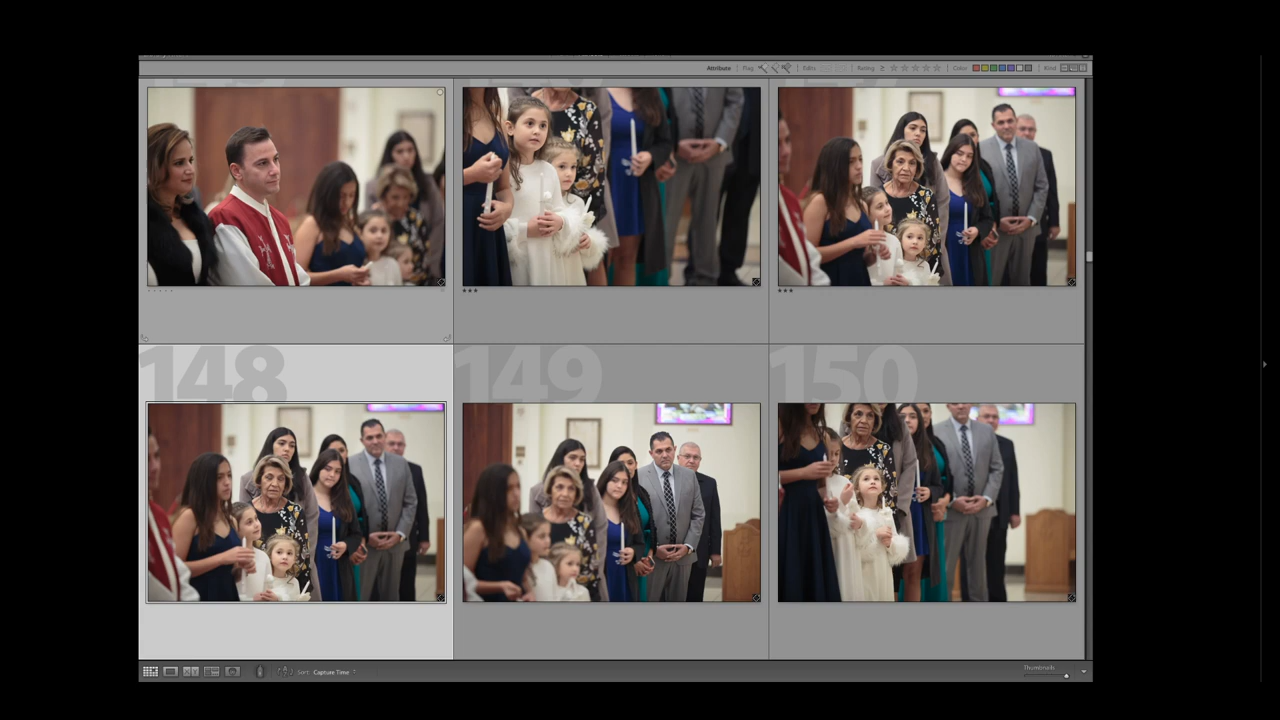 Attribute Flag Edits Rating ≥ ★★★★★ Color Kind
★★★ ★★★
148 149 150
Sort: Capture Time Thumbnails